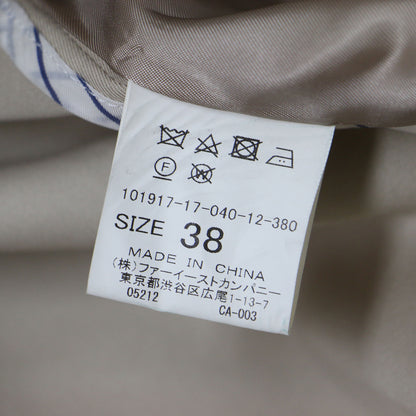 F W
101917-17-040-12-380
SIZE 38
MADE IN CHINA
(株)ファーイーストカンパニー
東京都渋谷区広尾1-13-7
05212 CA-003